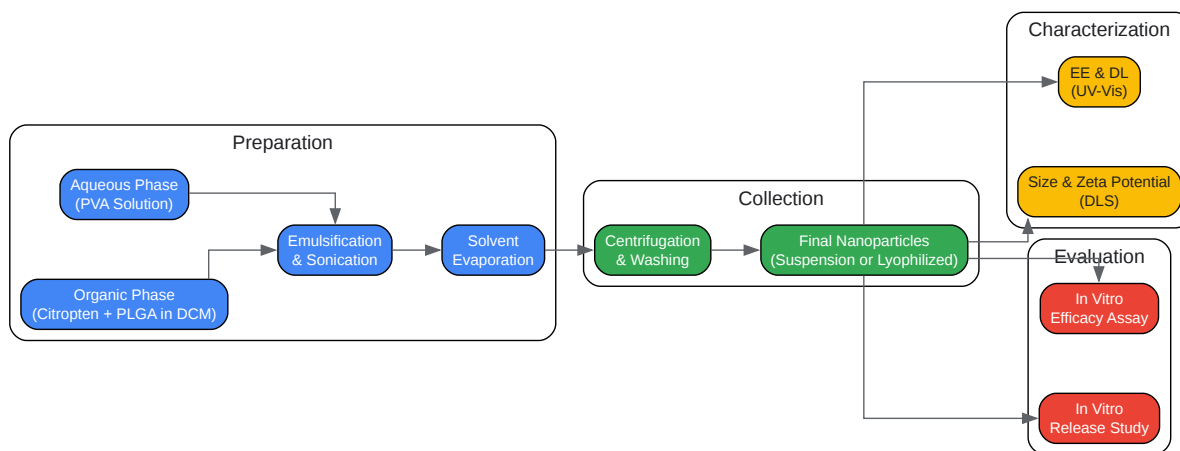 Preparation
Aqueous Phase
(PVA Solution)
Organic Phase
(Citropten + PLGA in DCM)
Emulsification
& Sonication
Solvent
Evaporation
Collection
Centrifugation
& Washing
Final Nanoparticles
(Suspension or Lyophilized)
Characterization
EE & DL
(UV-Vis)
Size & Zeta Potential
(DLS)
Evaluation
In Vitro
Efficacy Assay
In Vitro
Release Study